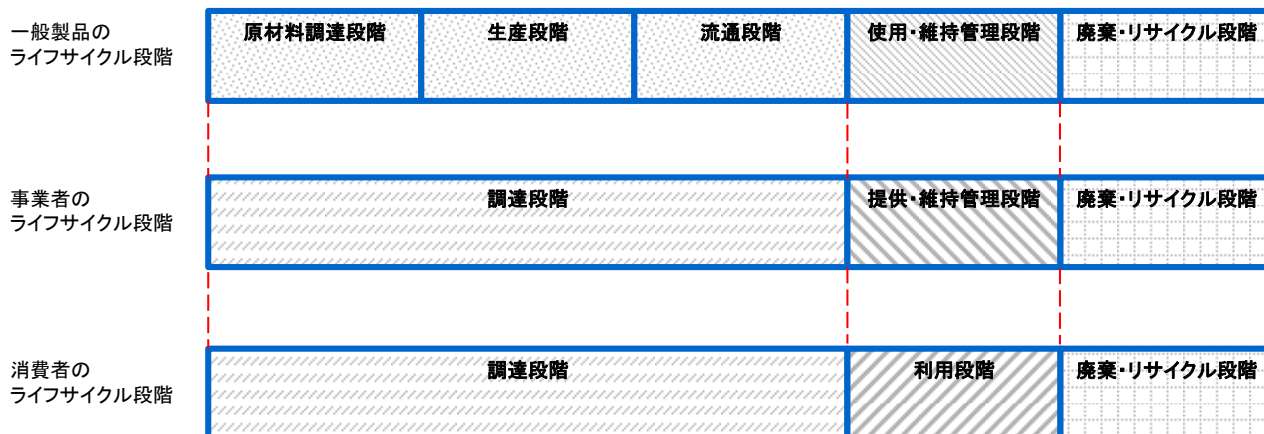 一般製品の
ライフサイクル段階
原材料調達段階
生産段階
流通段階
使用・維持管理段階
廃棄・リサイクル段階
事業者の
ライフサイクル段階
調達段階
提供・維持管理段階
廃棄・リサイクル段階
消費者の
ライフサイクル段階
調達段階
利用段階
廃棄・リサイクル段階